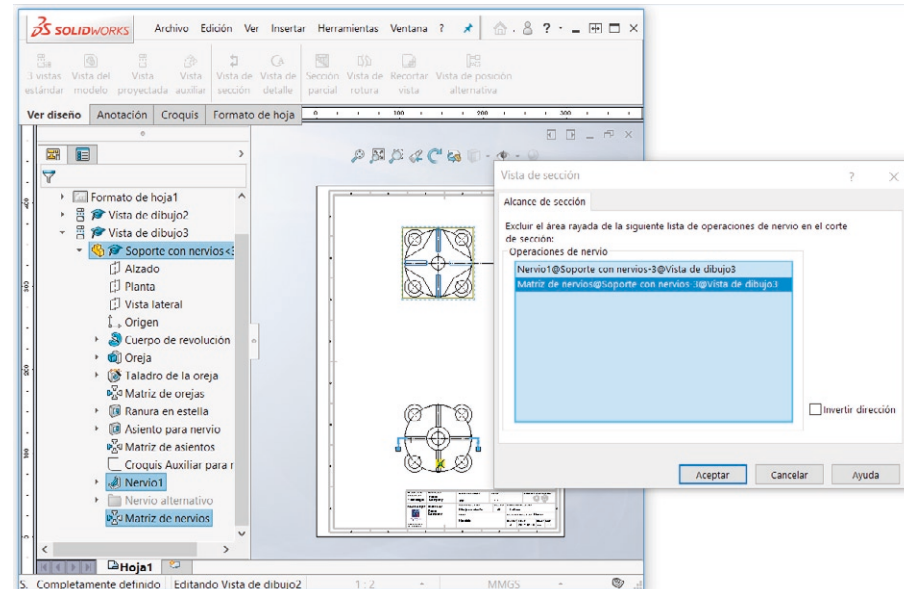 SOLIDWORKS Archivo Edición Ver Insertar Herramientas Ventana ?
3 vistas Vista del Vista Vista Vista de Vista de Sección Vista de Recortar Vista de posición
estándar modelo proyectada auxiliar sección detalle parcial rotura vista alternativa
Ver diseño Anotación Croquis Formato de hoja
0 100 200 300
Formato de hoja1
Vista de dibujo2
Vista de dibujo3
Soporte con nervios<3
Alzado
Planta
Vista lateral
Origen
Cuerpo de revolución
Oreja
Taladro de la oreja
Matriz de orejas
Ranura en estella
Asiento para nervio
Matriz de asientos
Croquis Auxiliar para r
Nervio1
Nervio alternativo
Matriz de nervios
Hoja1
S. Completamente definido Editando Vista de dibujo2 1:2 - MMGS -
Vista de sección ?
Alcance de sección
Excluir el área rayada de la siguiente lista de operaciones de nervio en el corte
de sección:
Operaciones de nervio
Nervio1@Soporte con nervios-3@Vista de dibujo3
Matriz de nervios@Soporte con nervios-3@Vista de dibujo3
Invertir dirección
Aceptar Cancelar Ayuda